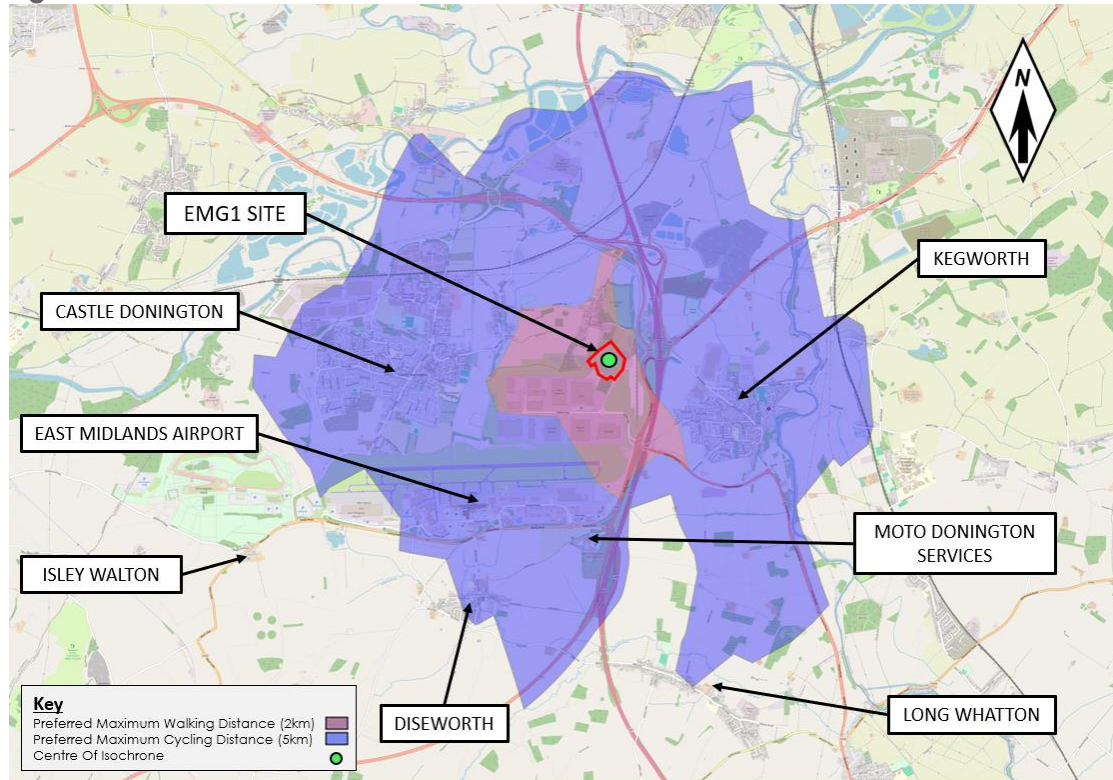 N
EMG1 SITE
KEGWORTH
CASTLE DONINGTON
EAST MIDLANDS AIRPORT
MOTO DONINGTON
SERVICES
ISLEY WALTON
DISEWORTH
LONG WHATTON
Key
Preferred Maximum Walking Distance (2km)
Preferred Maximum Cycling Distance (5km)
Centre Of Isochrone